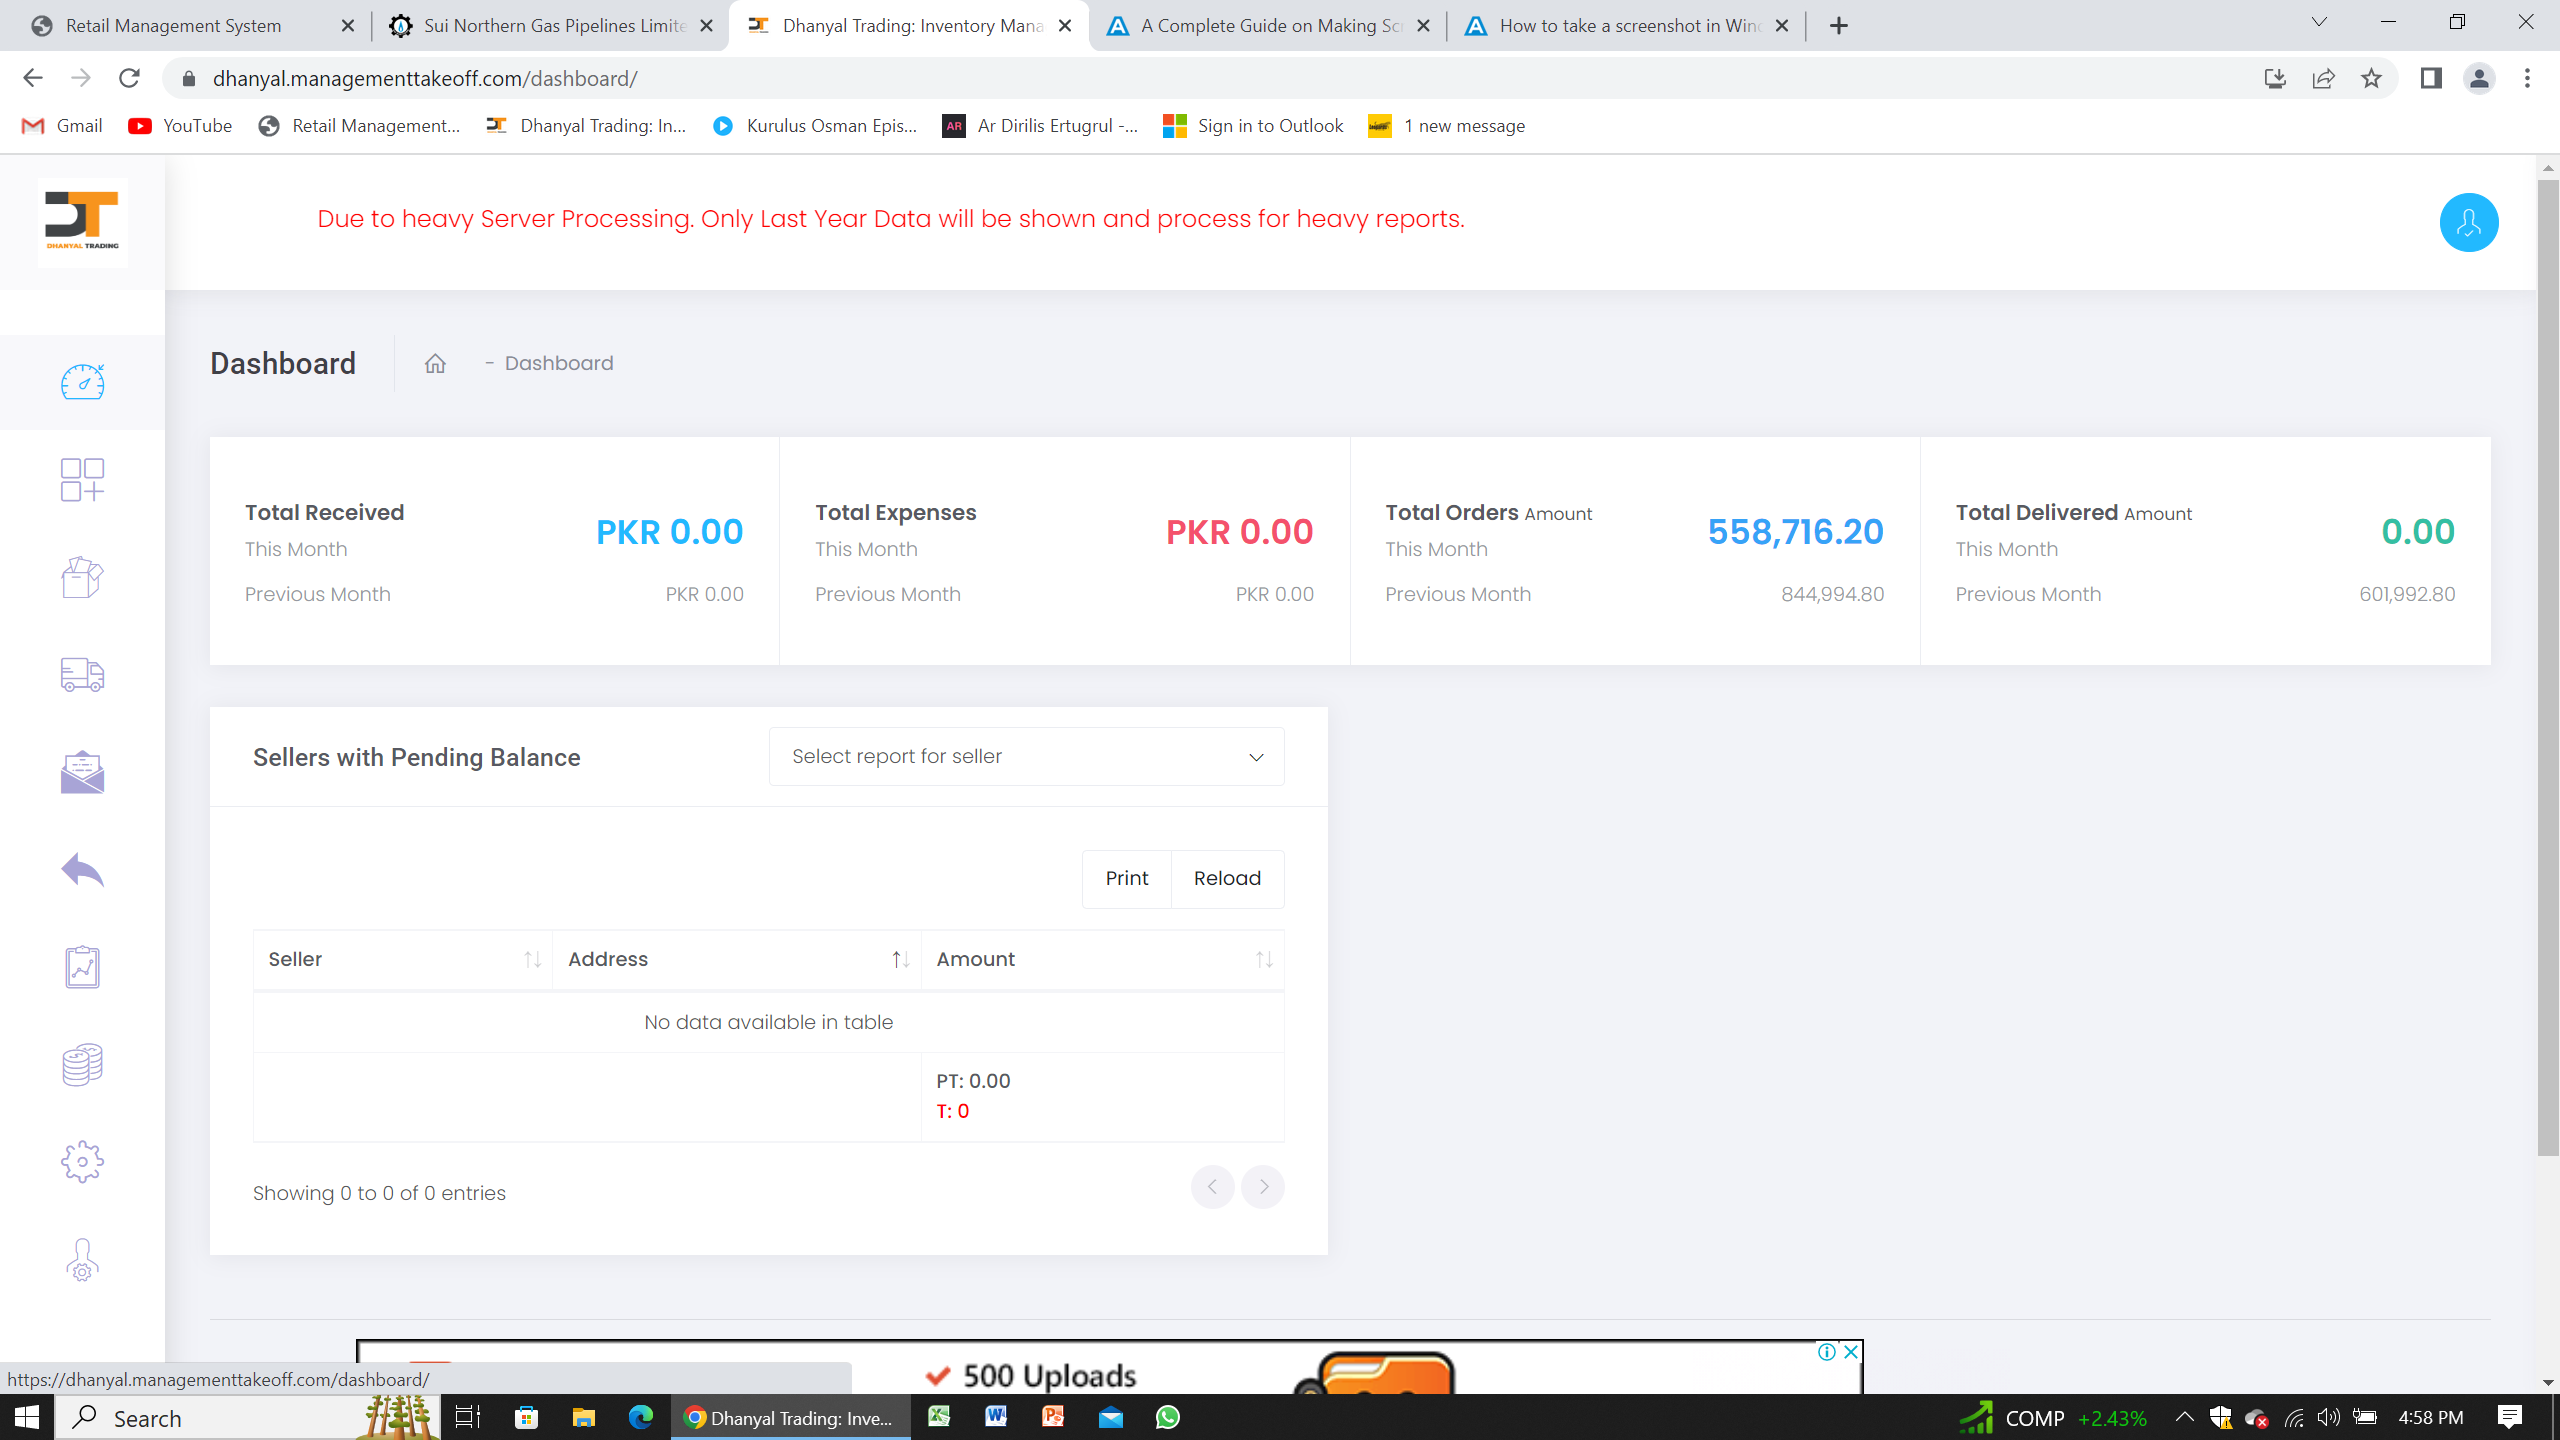 Retail Management System
Sui Northern Gas Pipelines Limite
Dhanyal Trading: Inventory Mana
A Complete Guide on Making Scr
How to take a screenshot in Wind
dhanyal.managementtakeoff.com/dashboard/
Gmail
YouTube
Retail Management...
Dhanyal Trading: In...
Kurulus Osman Epis...
AR
Ar Dirilis Ertugrul -...
Sign in to Outlook
1 new message
DT
DHANYAL TRADING
Due to heavy Server Processing. Only Last Year Data will be shown and process for heavy reports.
Dashboard
- Dashboard
Total Received
PKR 0.00
This Month
Previous Month
PKR 0.00
Total Expenses
PKR 0.00
This Month
Previous Month
PKR 0.00
Total Orders Amount
558,716.20
This Month
Previous Month
844,994.80
Total Delivered Amount
0.00
This Month
Previous Month
601,992.80
Sellers with Pending Balance
Select report for seller
Print
Reload
Seller
Address
Amount
No data available in table
PT: 0.00
T: 0
Showing 0 to 0 of 0 entries
500 Uploads
https://dhanyal.managementtakeoff.com/dashboard/
Search
Dhanyal Trading: Inve...
COMP +2.43%
4:58 PM